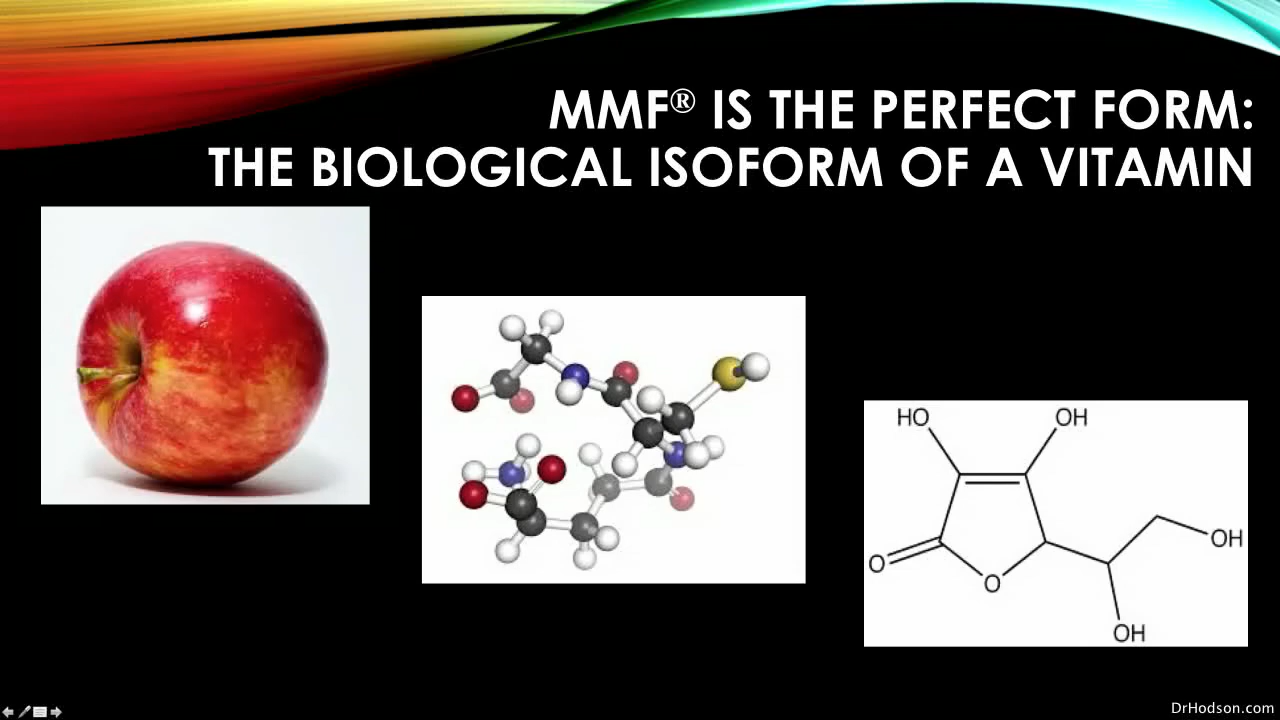 MMF® IS THE PERFECT FORM:
THE BIOLOGICAL ISOFORM OF A VITAMIN
HO
OH
OH
O
O
OH
DrHodson.com